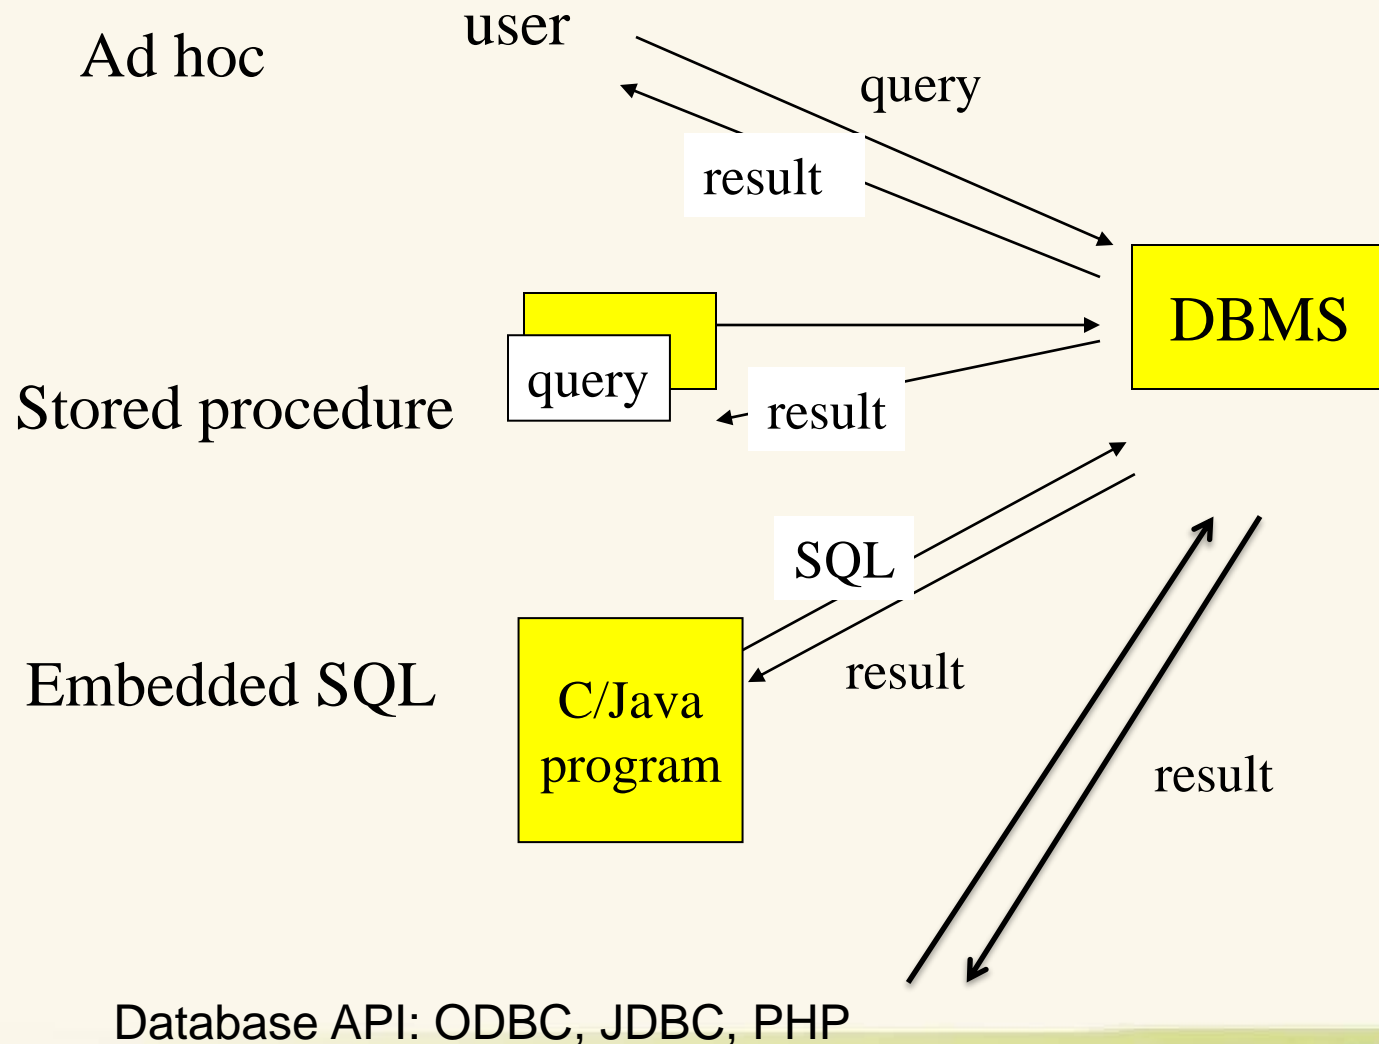 user
Ad hoc
query
result
DBMS
query
Stored procedure
result
SQL
Embedded SQL
C/Java
program
result
result
Database API: ODBC, JDBC, PHP